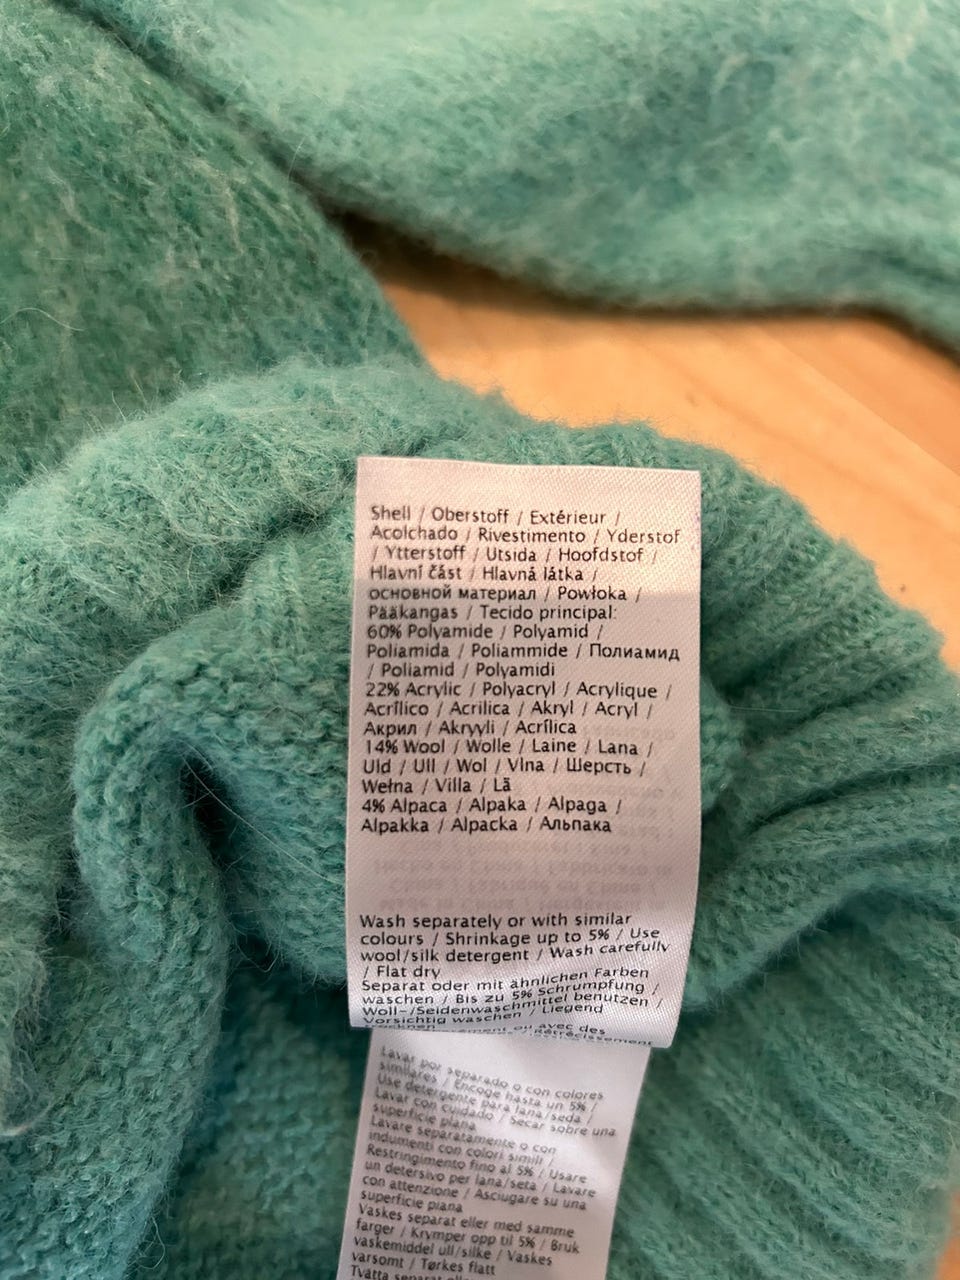 Shell / Oberstoff / Extérieur /
Acolchado / Rivestimento / Yderstof
/ Ytterstoff / Utsida / Hoofdstof /
Hlavní část / Hlavná látka /
основной материал / Powłoka /
Pääkangas / Tecido principal:
60% Polyamide / Polyamid /
Poliamida / Poliammide / Полиамид
/ Poliamid / Polyamidi
22% Acrylic / Polyacryl / Acrylique /
Acrílico / Acrilica / Akryl / Acryl /
Акрил / Akryyli / Acrílica
14% Wool / Wolle / Laine / Lana /
Uld / Ull / Wol / Vlna / Шерсть /
Wełna / Villa / Lã
4% Alpaca / Alpaka / Alpaga /
Alpakka / Alpacka / Альпака
Wash separately or with similar
colours / Shrinkage up to 5% / Use
wool/silk detergent / Wash carefully
/ Flat dry
Separat oder mit ähnlichen Farben
waschen / Bis zu 5% Schrumpfung /
Woll-/Seidenwaschmittel benutzen /
Vorsichtig waschen / Liegend
trocknen
ou avec des
/ Rétrécissement
Lavar por separado o con colores
similares / Encoge hasta un 5% /
Use detergente para lana/seda /
Lavar con cuidado / Secar sobre una
superficie plana
Lavare separatamente o con
indumenti con colori simili /
Restringimento fino al 5% / Usare
un detersivo per lana/seta / Lavare
con attenzione / Asciugare su una
superficie piana
Vaskes separat eller med samme
farger / Krymper opp til 5% / Bruk
vaskemiddel ull/silke / Vaskes
varsomt / Tørkes flatt
Tvätta separat